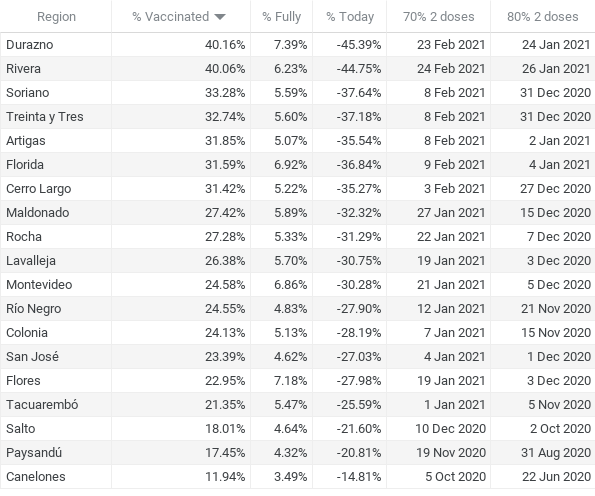 Region % Vaccinated % Fully % Today 70% 2 doses 80% 2 doses
Durazno 40.16% 7.39% -45.39% 23 Feb 2021 24 Jan 2021
Rivera 40.06% 6.23% -44.75% 24 Feb 2021 26 Jan 2021
Soriano 33.28% 5.59% -37.64% 8 Feb 2021 31 Dec 2020
Treinta y Tres 32.74% 5.60% -37.18% 8 Feb 2021 31 Dec 2020
Artigas 31.85% 5.07% -35.54% 8 Feb 2021 2 Jan 2021
Florida 31.59% 6.92% -36.84% 9 Feb 2021 4 Jan 2021
Cerro Largo 31.42% 5.22% -35.27% 3 Feb 2021 27 Dec 2020
Maldonado 27.42% 5.89% -32.32% 27 Jan 2021 15 Dec 2020
Rocha 27.28% 5.33% -31.29% 22 Jan 2021 7 Dec 2020
Lavalleja 26.38% 5.70% -30.75% 19 Jan 2021 3 Dec 2020
Montevideo 24.58% 6.86% -30.28% 21 Jan 2021 5 Dec 2020
Río Negro 24.55% 4.83% -27.90% 12 Jan 2021 21 Nov 2020
Colonia 24.13% 5.13% -28.19% 7 Jan 2021 15 Nov 2020
San José 23.39% 4.62% -27.03% 4 Jan 2021 1 Dec 2020
Flores 22.95% 7.18% -27.98% 19 Jan 2021 3 Dec 2020
Tacuarembó 21.35% 5.47% -25.59% 1 Jan 2021 5 Nov 2020
Salto 18.01% 4.64% -21.60% 10 Dec 2020 2 Oct 2020
Paysandú 17.45% 4.32% -20.81% 19 Nov 2020 31 Aug 2020
Canelones 11.94% 3.49% -14.81% 5 Oct 2020 22 Jun 2020